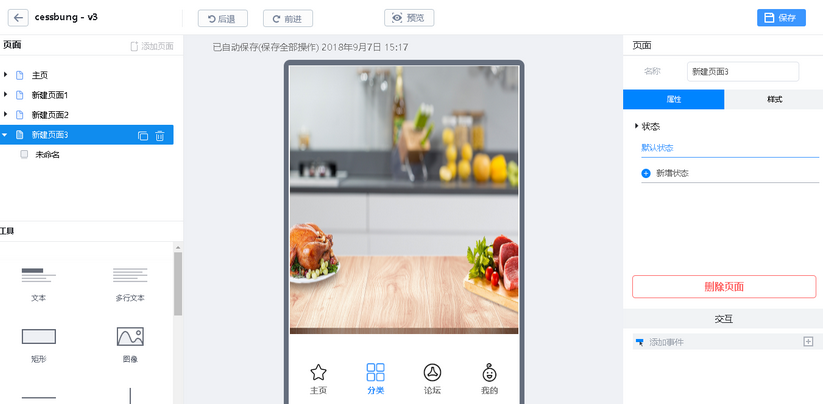 cessbung - v3
后退
前进
预览
保存
页面
添加页面
已自动保存(保存全部操作) 2018年9月7日 15:17
页面
主页
新建页面1
新建页面2
新建页面3
未命名
工具
文本
多行文本
矩形
图像
主页
分类
论坛
我的
名称
新建页面3
属性
样式
状态
默认状态
新增状态
删除页面
交互
添加事件